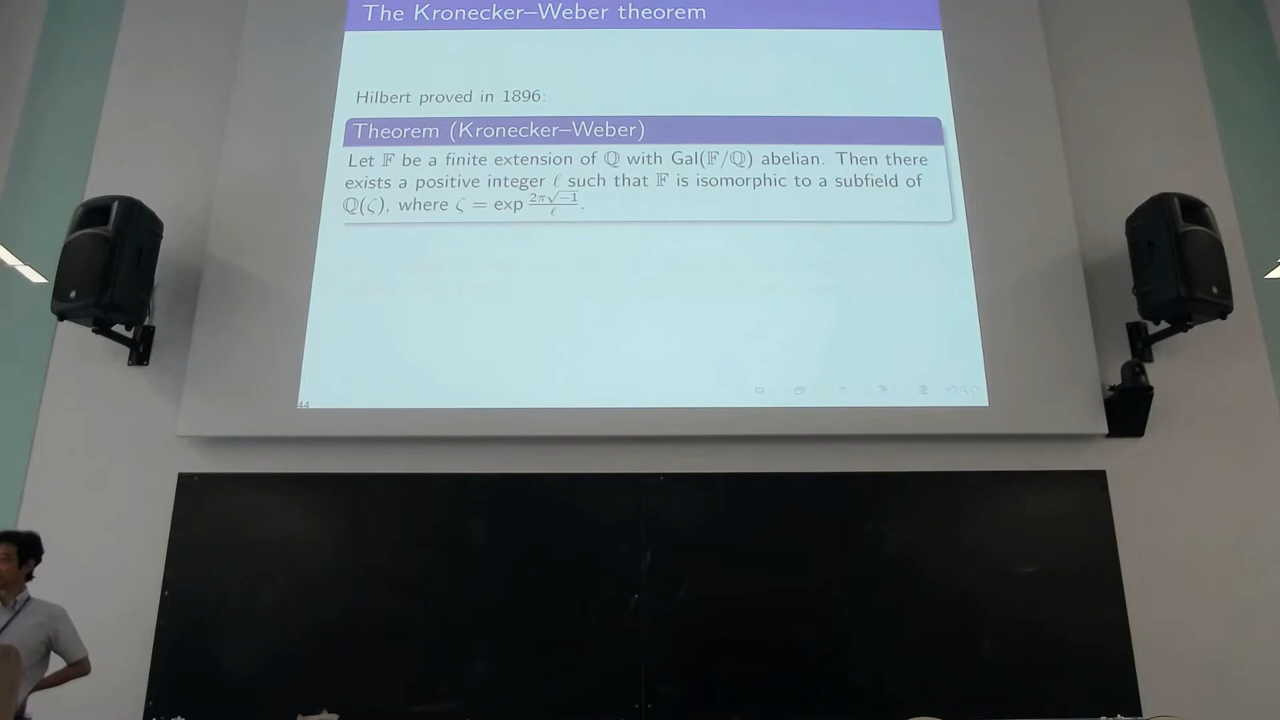 The Kronecker–Weber theorem
Hilbert proved in 1896:
Theorem (Kronecker–Weber)
Let 𝔽 be a finite extension of ℚ with Gal(𝔽/ℚ) abelian. Then there
exists a positive integer ℓ such that 𝔽 is isomorphic to a subfield of
ℚ(ζ), where ζ = exp 2π√−1/ℓ.
44